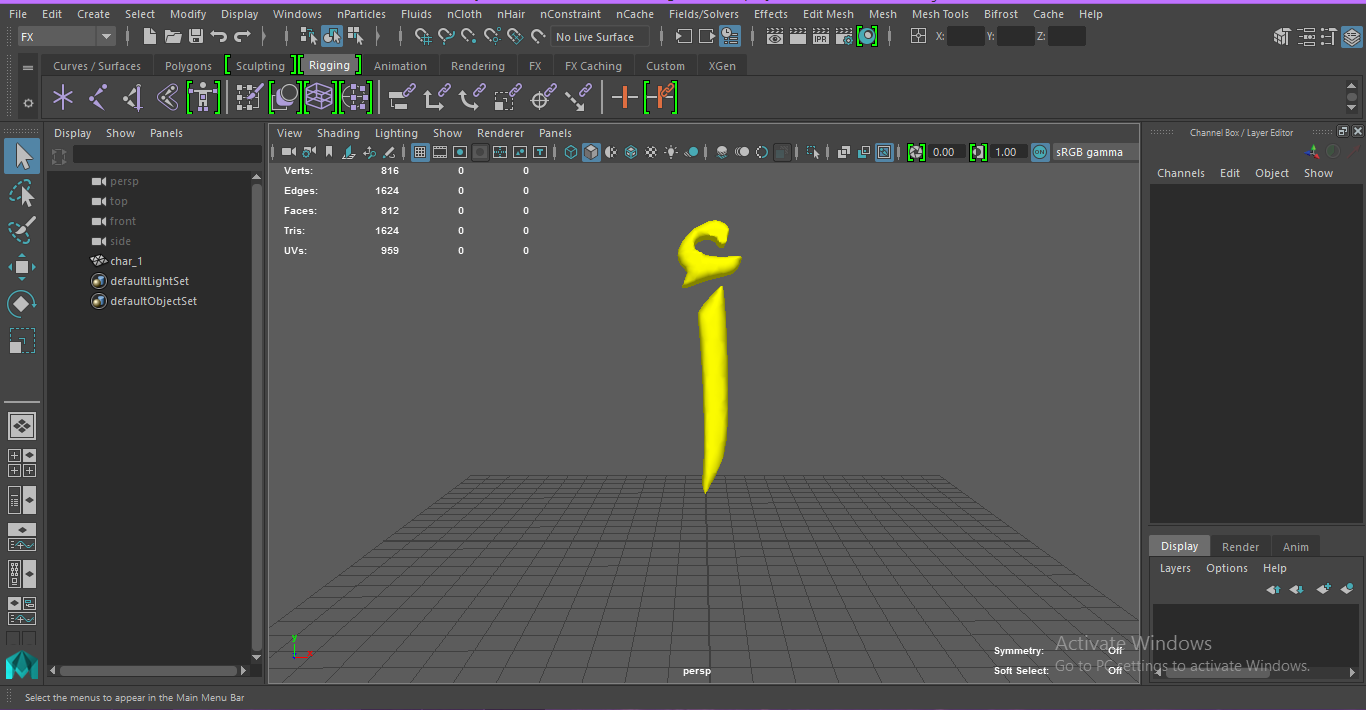 File Edit Create Select Modify Display Windows nParticles Fluids nCloth nHair nConstraint nCache Fields/Solvers Effects Edit Mesh Mesh Mesh Tools Bifrost Cache Help
FX No Live Surface X: Y: Z:
Curves / Surfaces Polygons Sculpting Rigging Animation Rendering FX FX Caching Custom XGen
Display Show Panels
View Shading Lighting Show Renderer Panels
Channel Box / Layer Editor
0.00 1.00 ON sRGB gamma
Channels Edit Object Show
persp
top
front
side
char_1
defaultLightSet
defaultObjectSet
Verts: 816 0 0
Edges: 1624 0 0
Faces: 812 0 0
Tris: 1624 0 0
UVs: 959 0 0
أ
y
persp
Symmetry: Off
Soft Select: Off
Display Render Anim
Layers Options Help
Activate Windows
Go to PC settings to activate Windows.
Select the menus to appear in the Main Menu Bar